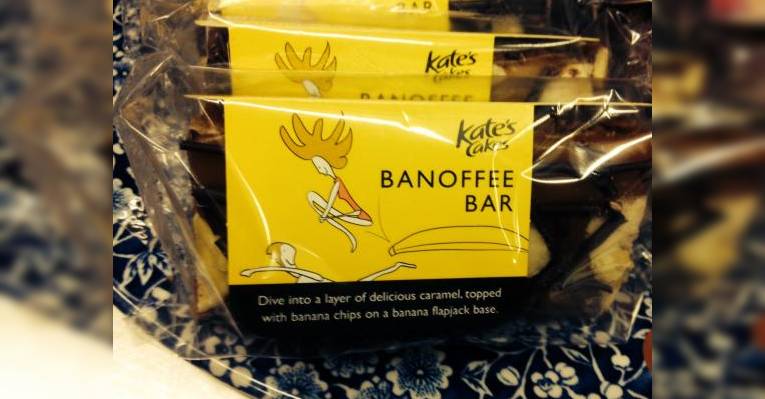 BAR
Kate's
Cakes
BANOFFEE
Kate's
Cakes
BANOFFEE
BAR
Dive into a layer of delicious caramel, topped
with banana chips on a banana flapjack base.